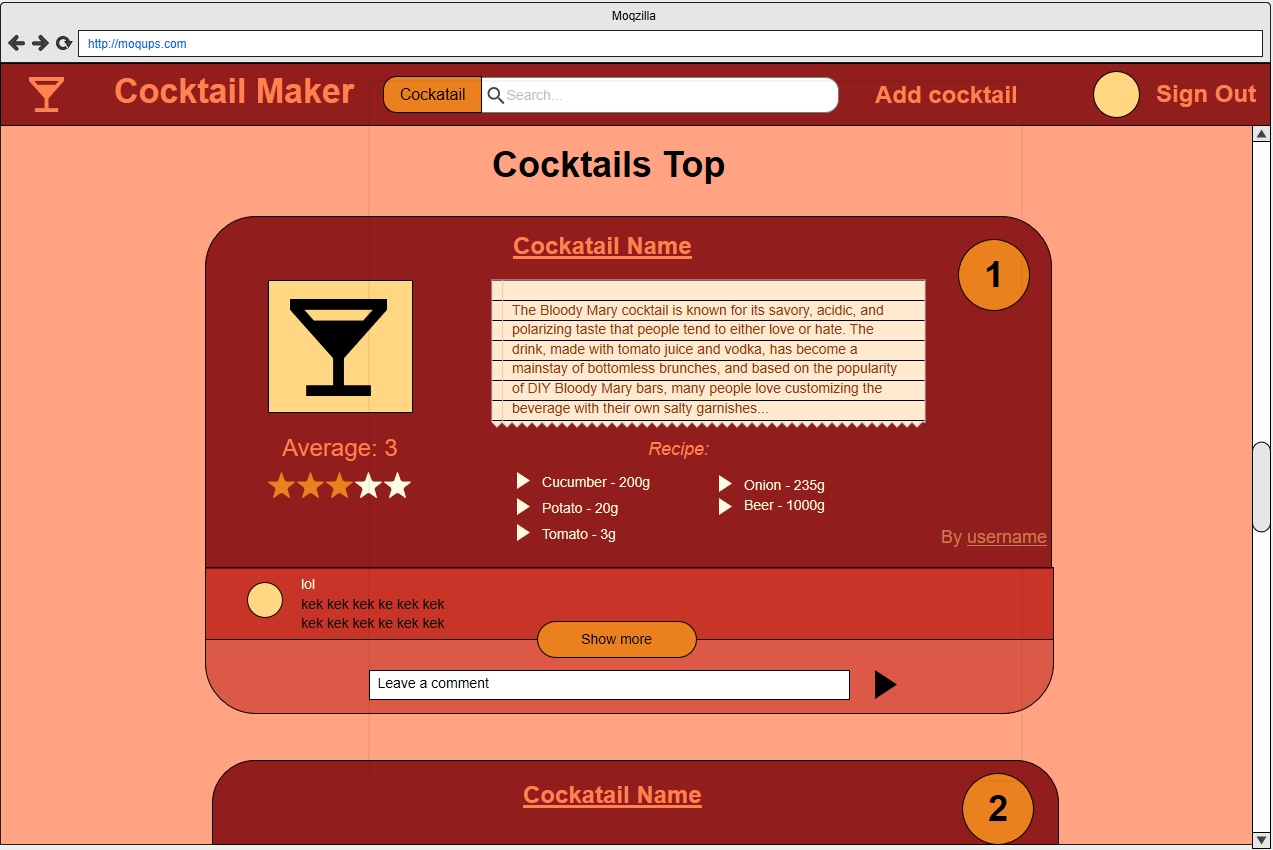 Moqzilla
http://moqups.com
Cocktail Maker
Cockatail
Search...
Add cocktail
Sign Out
Cocktails Top
Cockatail Name
1
The Bloody Mary cocktail is known for its savory, acidic, and
polarizing taste that people tend to either love or hate. The
drink, made with tomato juice and vodka, has become a
mainstay of bottomless brunches, and based on the popularity
of DIY Bloody Mary bars, many people love customizing the
beverage with their own salty garnishes...
Average: 3
Recipe:
Cucumber - 200g
Potato - 20g
Tomato - 3g
Onion - 235g
Beer - 1000g
By username
lol
kek kek kek ke kek kek
kek kek kek ke kek kek
Show more
Leave a comment
Cockatail Name
2